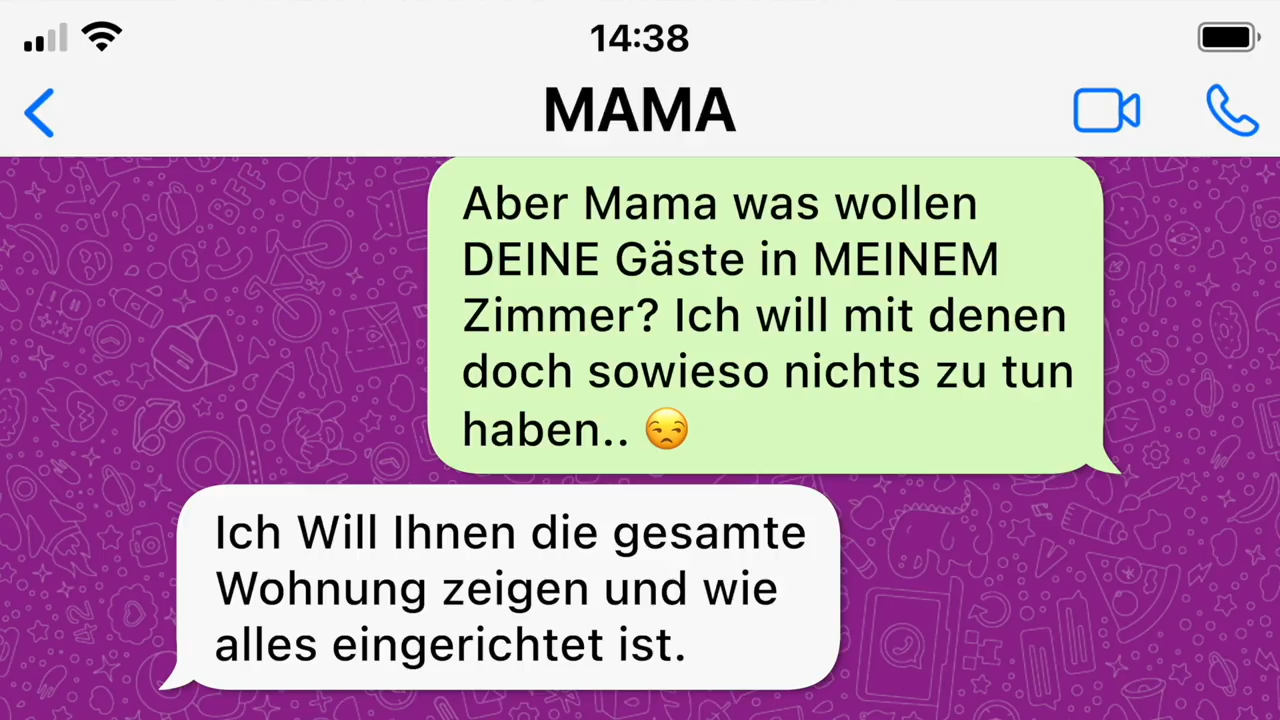 14:38
MAMA
Aber Mama was wollen
DEINE Gäste in MEINEM
Zimmer? Ich will mit denen
doch sowieso nichts zu tun
haben.. 😒
Ich Will Ihnen die gesamte
Wohnung zeigen und wie
alles eingerichtet ist.